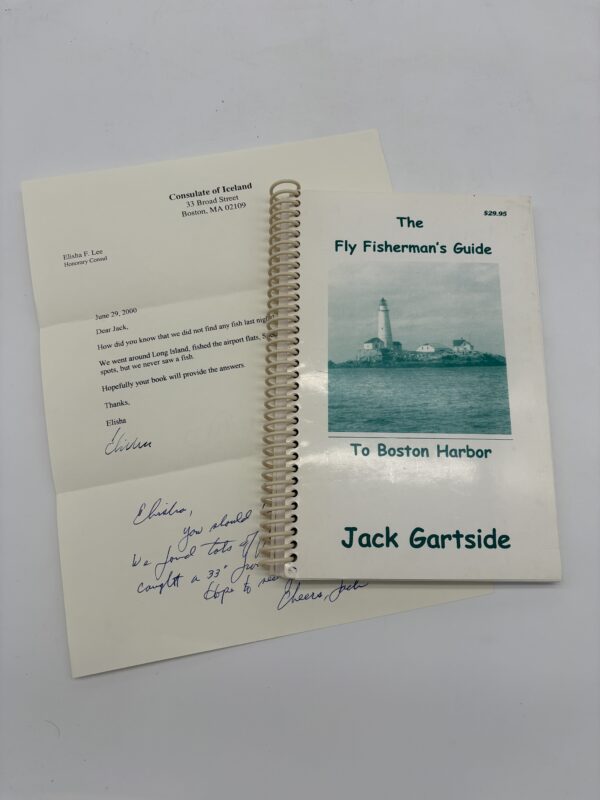 Consulate of Iceland
33 Broad Street
Boston, MA 02109
Elisha F. Lee
Honorary Consul
June 29, 2000
Dear Jack,
How did you know that we did not find any fish last night
We went around Long Island, fished the airport flats,
spots, but we never saw a fish.
Hopefully your book will provide the answers.
Thanks,
Elisha
Elisha
Elisha,
You should
We found lots of
caught a 33"
Hope to see
Cheers, Jack
The
$29.95
Fly Fisherman's Guide
To Boston Harbor
Jack Gartside